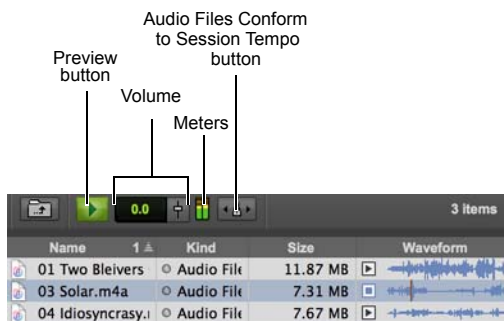 Audio Files Conform
to Session Tempo
button
Preview
button
Volume
Meters
0.0
3 items
Name 1 Kind Size Waveform
01 Two Bleivers Audio File 11.87 MB
03 Solar.m4a Audio File 7.31 MB
04 Idiosyncrasy. Audio File 7.67 MB